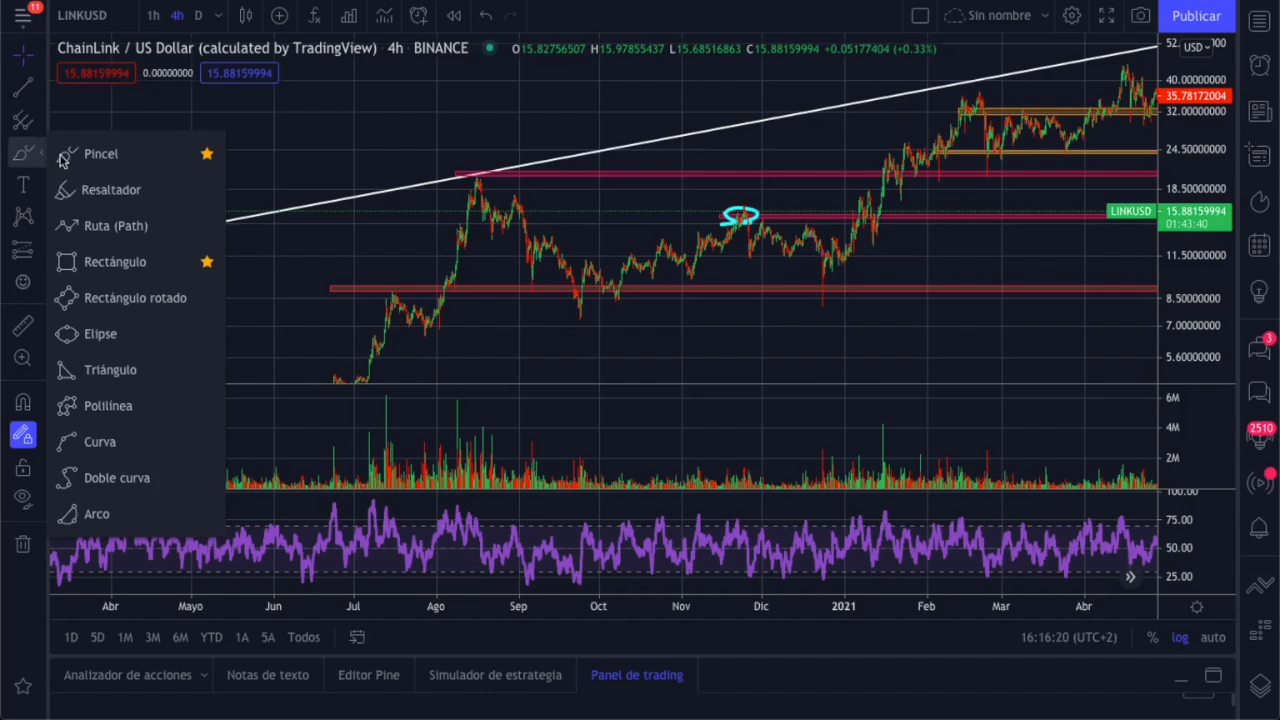 11
LINKUSD 1h 4h D Sin nombre Publicar
ChainLink / US Dollar (calculated by TradingView) · 4h · BINANCE O15.82756507 H15.97855437 L15.68516863 C15.88159994 +0.05177404 (+0.33%)
USD
15.88159994 0.00000000 15.88159994
40.00000000
35.78172004
32.00000000
24.50000000
18.50000000
LINKUSD 15.88159994
01:43:40
11.50000000
8.50000000
7.00000000
5.60000000
Pincel
Resaltador
Ruta (Path)
Rectángulo
Rectángulo rotado
Elipse
Triángulo
Polilínea
Curva
Doble curva
Arco
6M
4M
2M
100.00
75.00
50.00
25.00
3
2510
Abr Mayo Jun Jul Ago Sep Oct Nov Dic 2021 Feb Mar Abr
1D 5D 1M 3M 6M YTD 1A 5A Todos 16:16:20 (UTC+2) % log auto
Analizador de acciones Notas de texto Editor Pine Simulador de estrategia Panel de trading